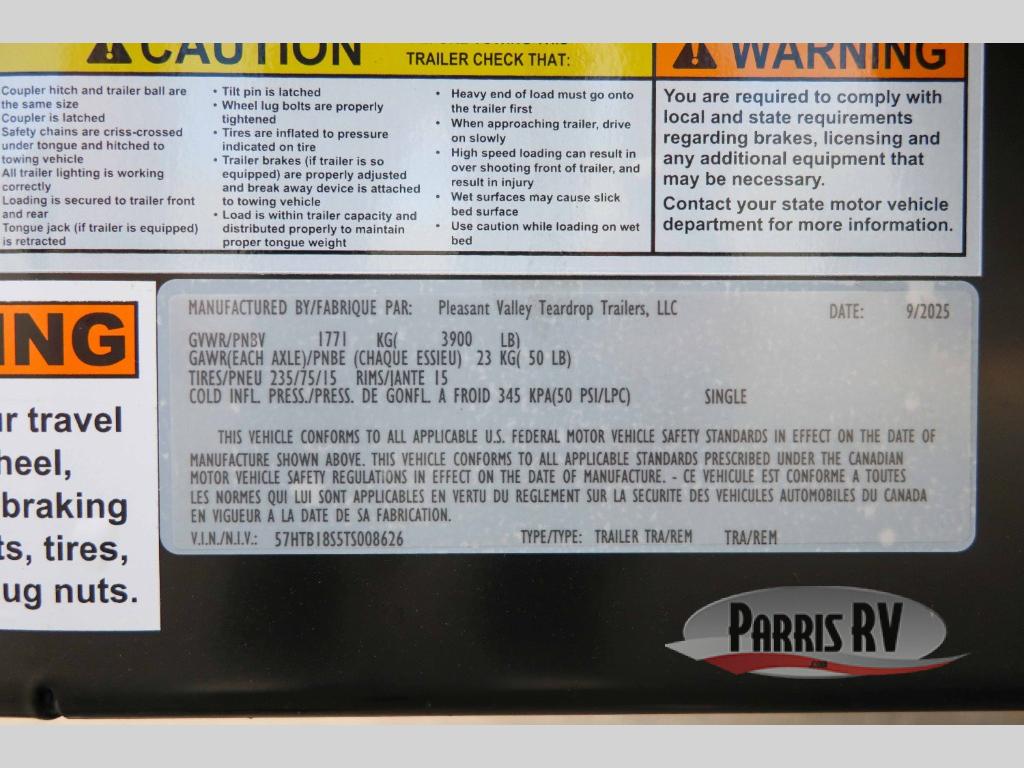 CAUTION
TRAILER CHECK THAT:
WARNING
Coupler hitch and trailer ball are
the same size
Coupler is latched
Safety chains are criss-crossed
under tongue and hitched to
towing vehicle
All trailer lighting is working
correctly
Loading is secured to trailer front
and rear
Tongue jack (if trailer is equipped)
is retracted
• Tilt pin is latched
• Wheel lug bolts are properly
tightened
• Tires are inflated to pressure
indicated on tire
• Trailer brakes (if trailer is so
equipped) are properly adjusted
and break away device is attached
to towing vehicle
• Load is within trailer capacity and
distributed properly to maintain
proper tongue weight
• Heavy end of load must go onto
the trailer first
• When approaching trailer, drive
on slowly
• High speed loading can result in
over shooting front of trailer, and
result in injury
• Wet surfaces may cause slick
bed surface
• Use caution while loading on wet
bed
You are required to comply with
local and state requirements
regarding brakes, licensing and
any additional equipment that
may be necessary.
Contact your state motor vehicle
department for more information.
ING
r travel
heel,
braking
ts, tires,
ug nuts.
MANUFACTURED BY/FABRIQUE PAR: Pleasant Valley Teardrop Trailers, LLC DATE: 9/2025
GVWR/PNBV 1771 KG( 3900 LB)
GAWR(EACH AXLE)/PNBE (CHAQUE ESSIEU) 23 KG( 50 LB)
TIRES/PNEU 235/75/15 RIMS/JANTE 15
COLD INFL. PRESS./PRESS. DE GONFL. A FROID 345 KPA(50 PSI/LPC) SINGLE
THIS VEHICLE CONFORMS TO ALL APPLICABLE U.S. FEDERAL MOTOR VEHICLE SAFETY STANDARDS IN EFFECT ON THE DATE OF
MANUFACTURE SHOWN ABOVE. THIS VEHICLE CONFORMS TO ALL APPLICABLE STANDARDS PRESCRIBED UNDER THE CANADIAN
MOTOR VEHICLE SAFETY REGULATIONS IN EFFECT ON THE DATE OF MANUFACTURE. - CE VEHICULE EST CONFORME A TOUTES
LES NORMES QUI LUI SONT APPLICABLES EN VERTU DU REGLEMENT SUR LA SECURITE DES VEHICULES AUTOMOBILES DU CANADA
EN VIGUEUR A LA DATE DE SA FABRICATION.
V.I.N./N.I.V.: 57HTB18S5TS008626 TYPE/TYPE: TRAILER TRA/REM TRA/REM
PARRIS RV
.com